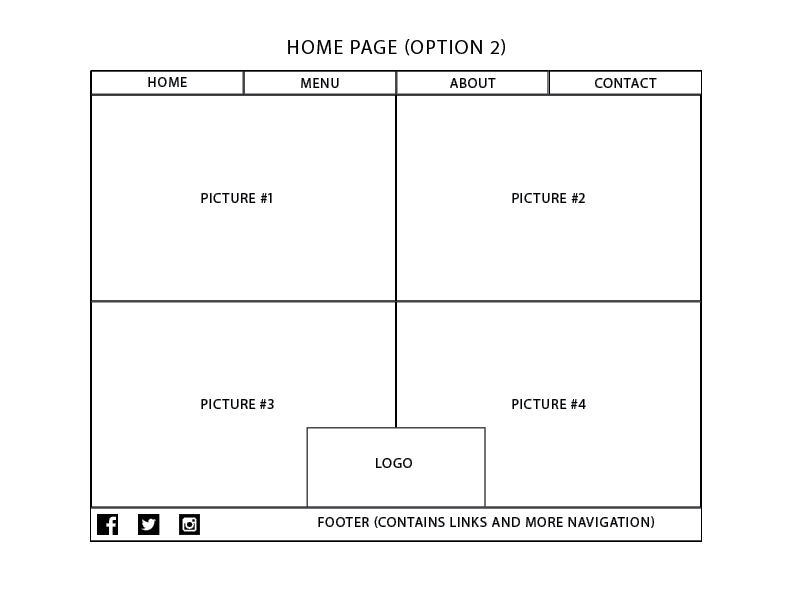 HOME PAGE (OPTION 2)
HOME MENU ABOUT CONTACT
PICTURE #1 PICTURE #2
PICTURE #3 PICTURE #4
LOGO
FOOTER (CONTAINS LINKS AND MORE NAVIGATION)